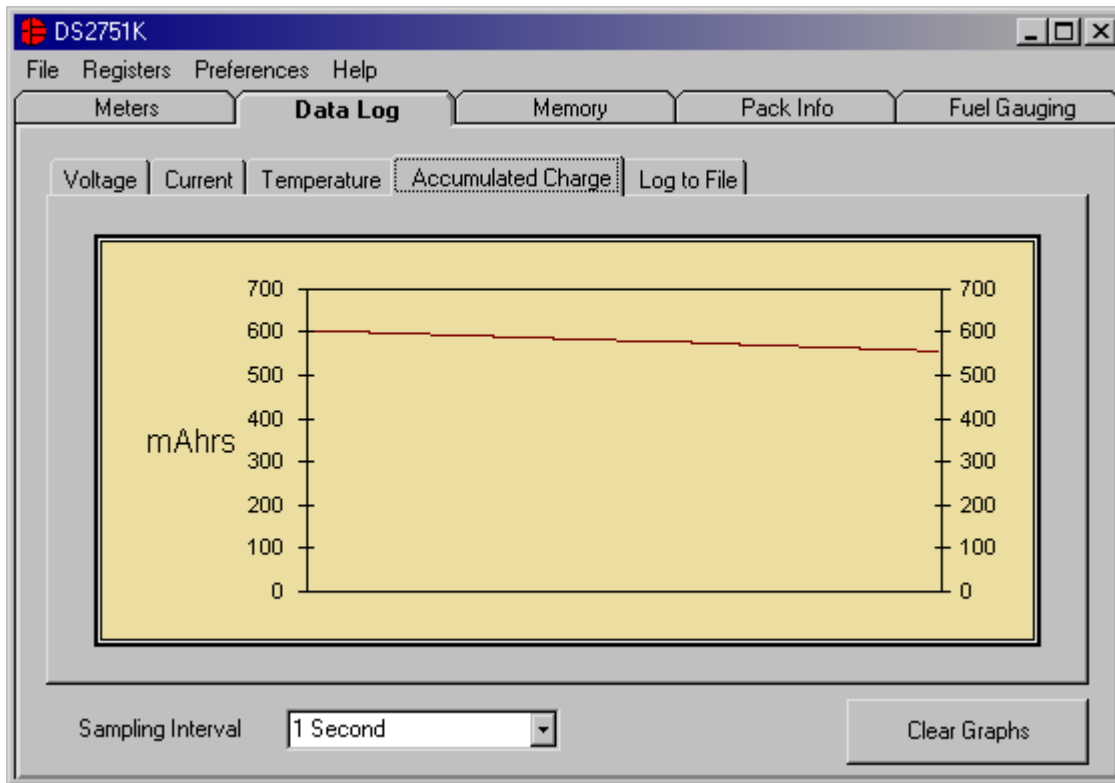 DS2751K
File Registers Preferences Help
Meters Data Log Memory Pack Info Fuel Gauging
Voltage Current Temperature Accumulated Charge Log to File
700 700
600 600
500 500
400 400
mAhrs
300 300
200 200
100 100
0 0
Sampling Interval 1 Second Clear Graphs